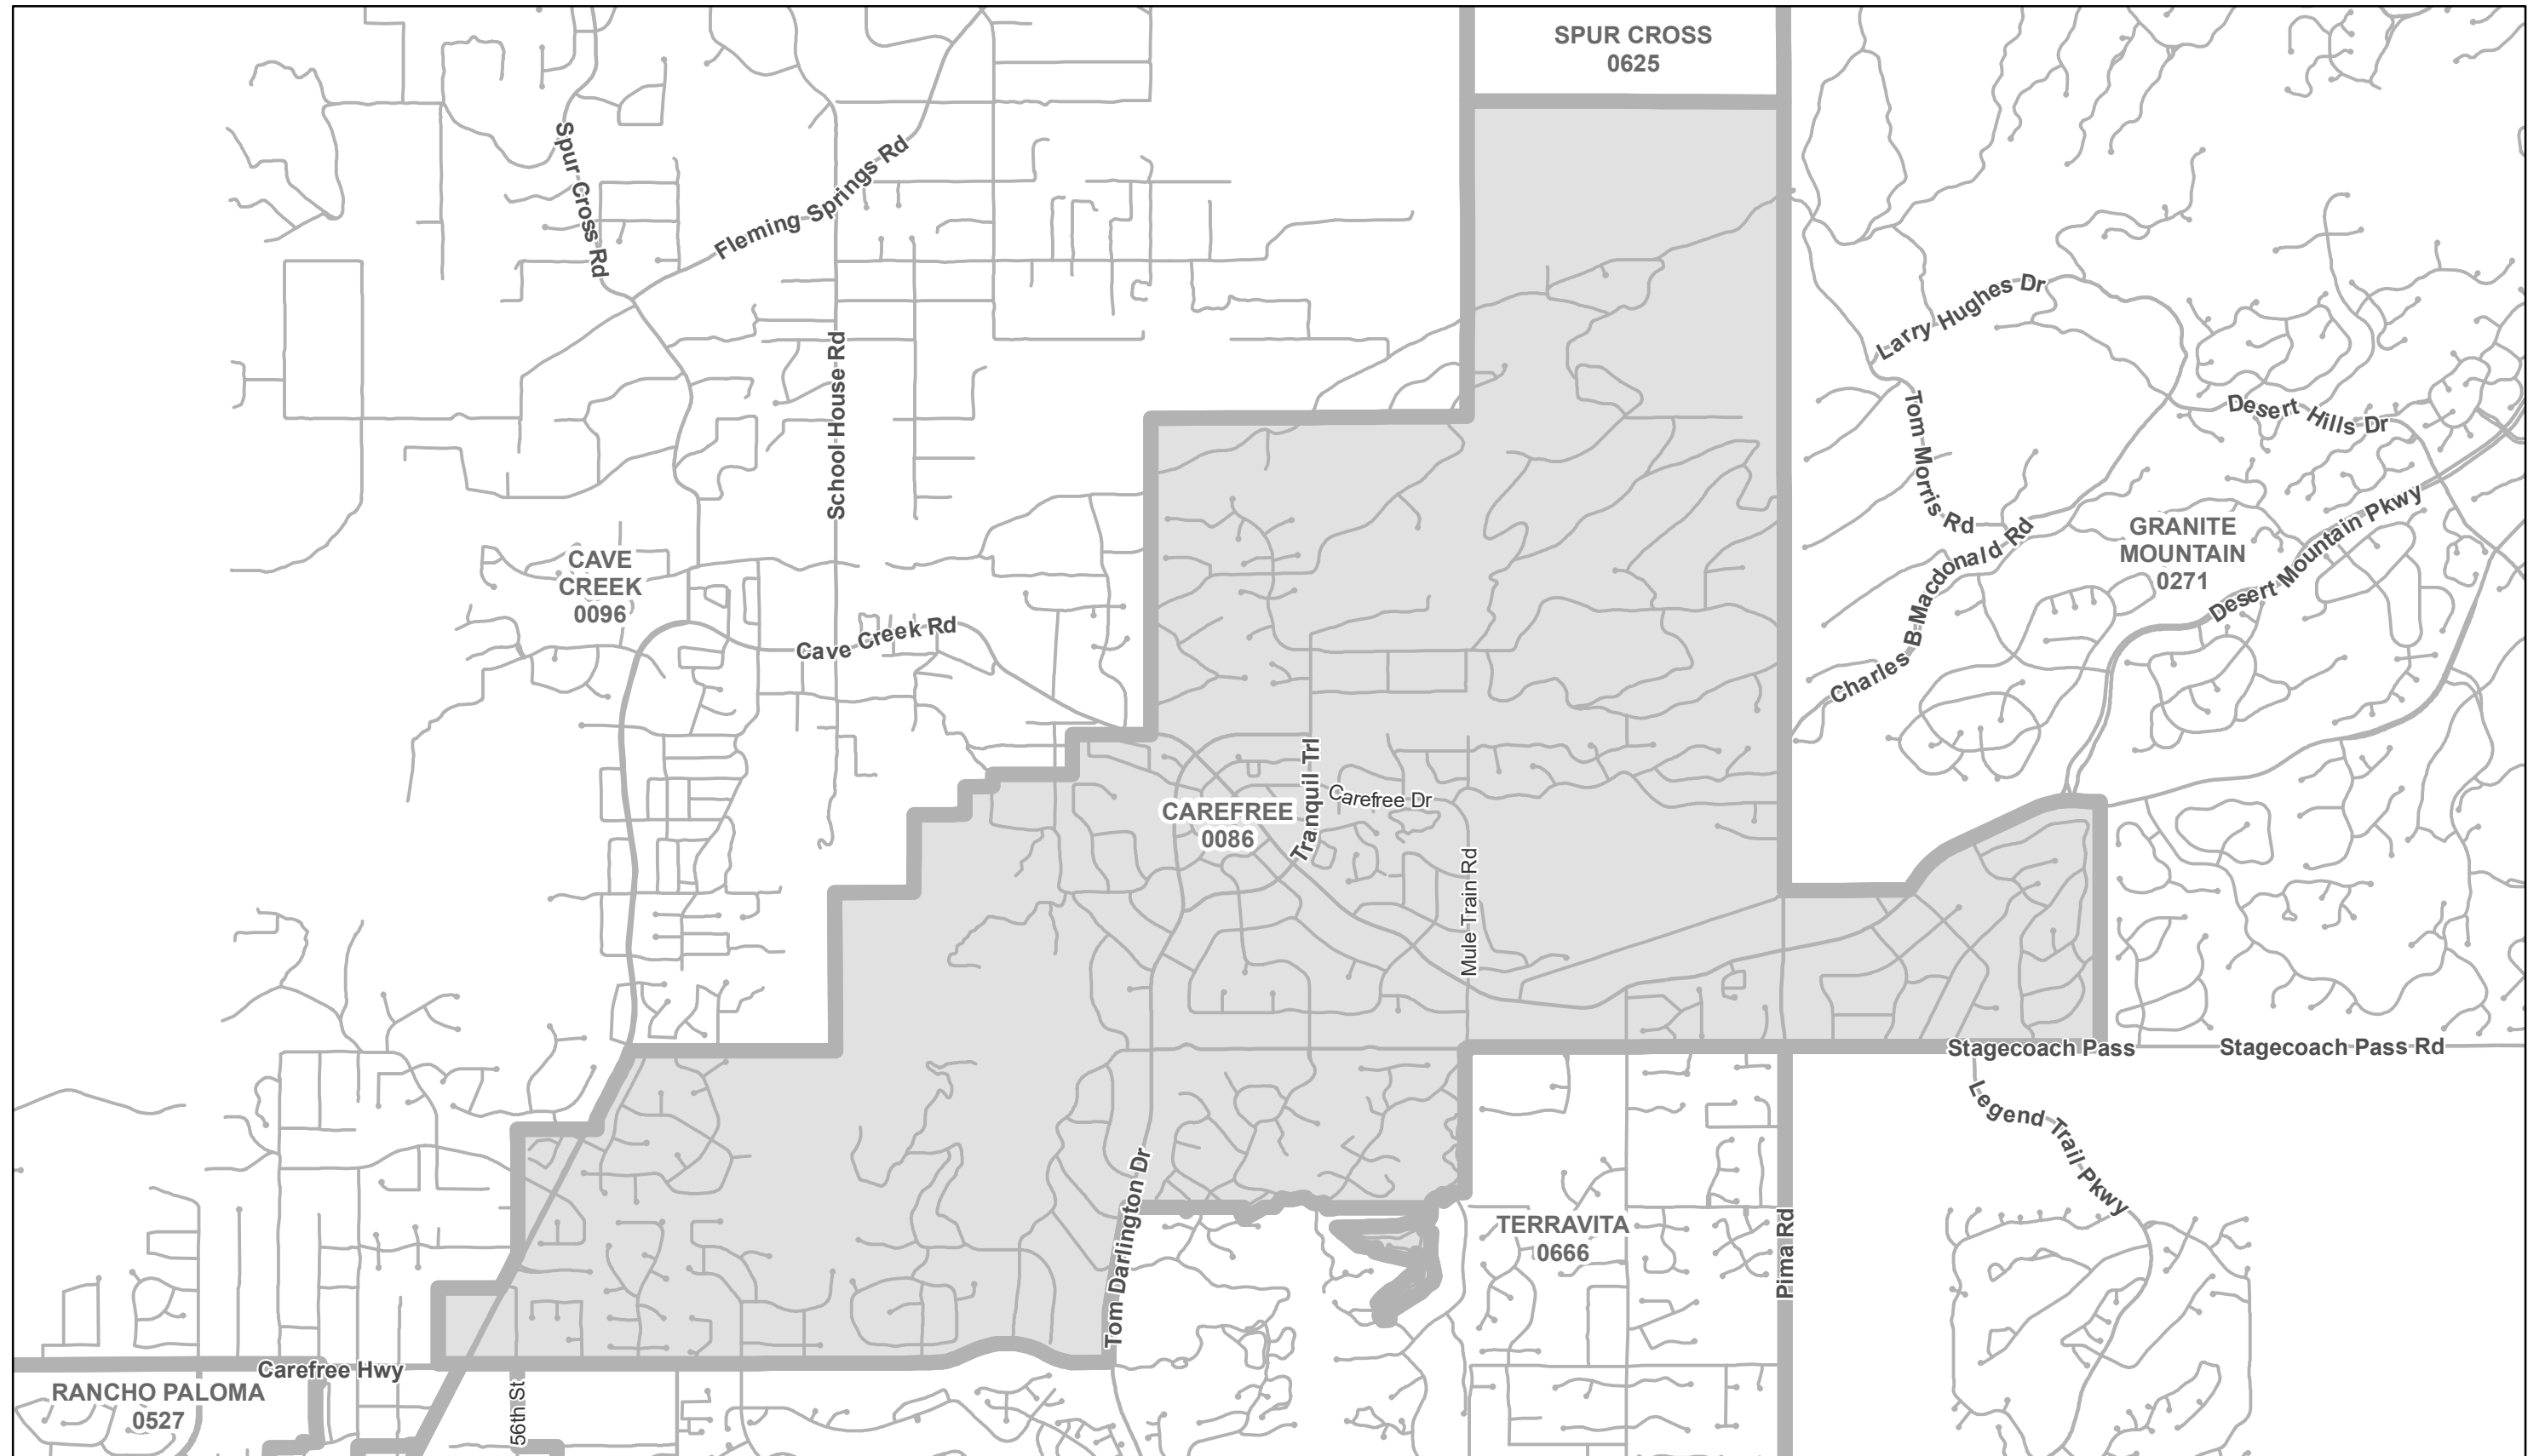 SPUR CROSS
0625
Spur Cross Rd
Fleming Springs Rd
Larry Hughes Dr
School House Rd
Tom Morris Rd
Desert Hills Dr
CAVE
CREEK
0096
GRANITE
MOUNTAIN
0271
Desert Mountain Pkwy
Charles B Macdonald Rd
Cave Creek Rd
Tranquil Trl
Carefree Dr
CAREFREE
0086
Mule Train Rd
Stagecoach Pass
Stagecoach Pass Rd
Legend Trail Pkwy
Tom Darlington Dr
TERRAVITA
0666
Pima Rd
Carefree Hwy
RANCHO PALOMA
0527
56th St